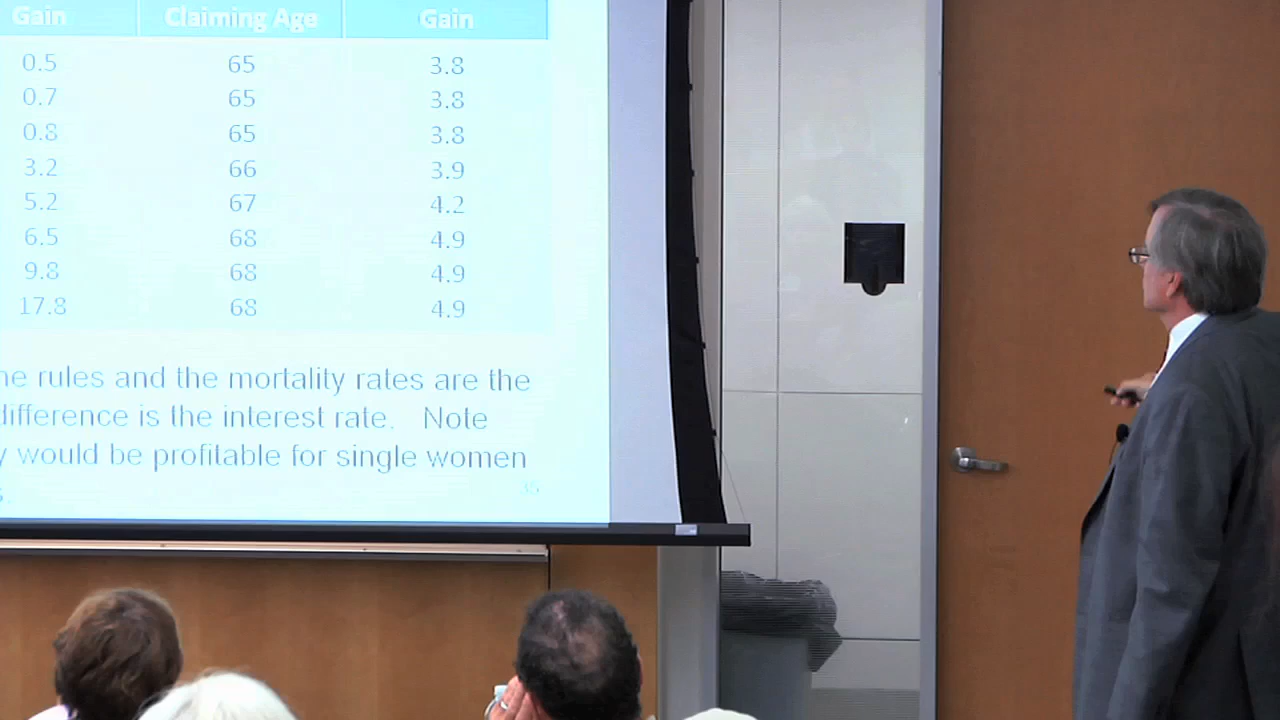 Gain Claiming Age Gain
0.5 65 3.8
0.7 65 3.8
0.8 65 3.8
3.2 66 3.9
5.2 67 4.2
6.5 68 4.9
9.8 68 4.9
17.8 68 4.9
rules and the mortality rates are the
difference is the interest rate. Note
would be profitable for single women
35